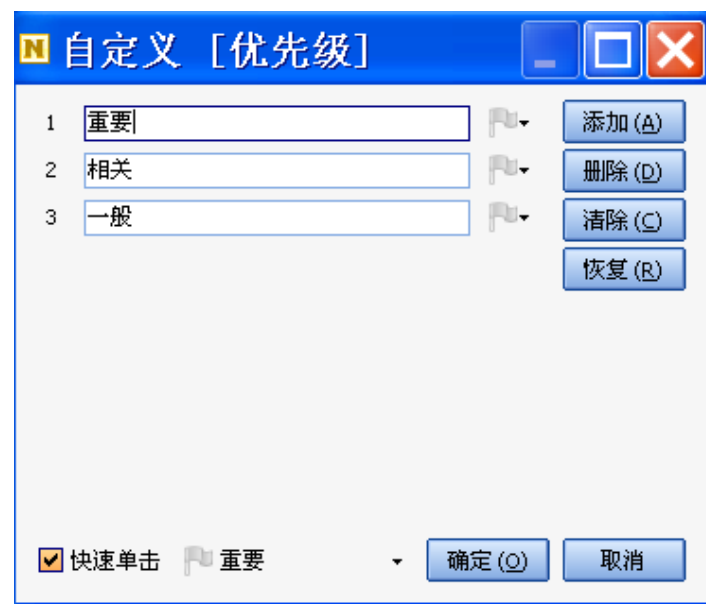 N 自定义 [优先级]
1 重要 添加(A)
2 相关 删除(D)
3 一般 清除(C)
恢复(R)
快速单击 重要 确定(O) 取消